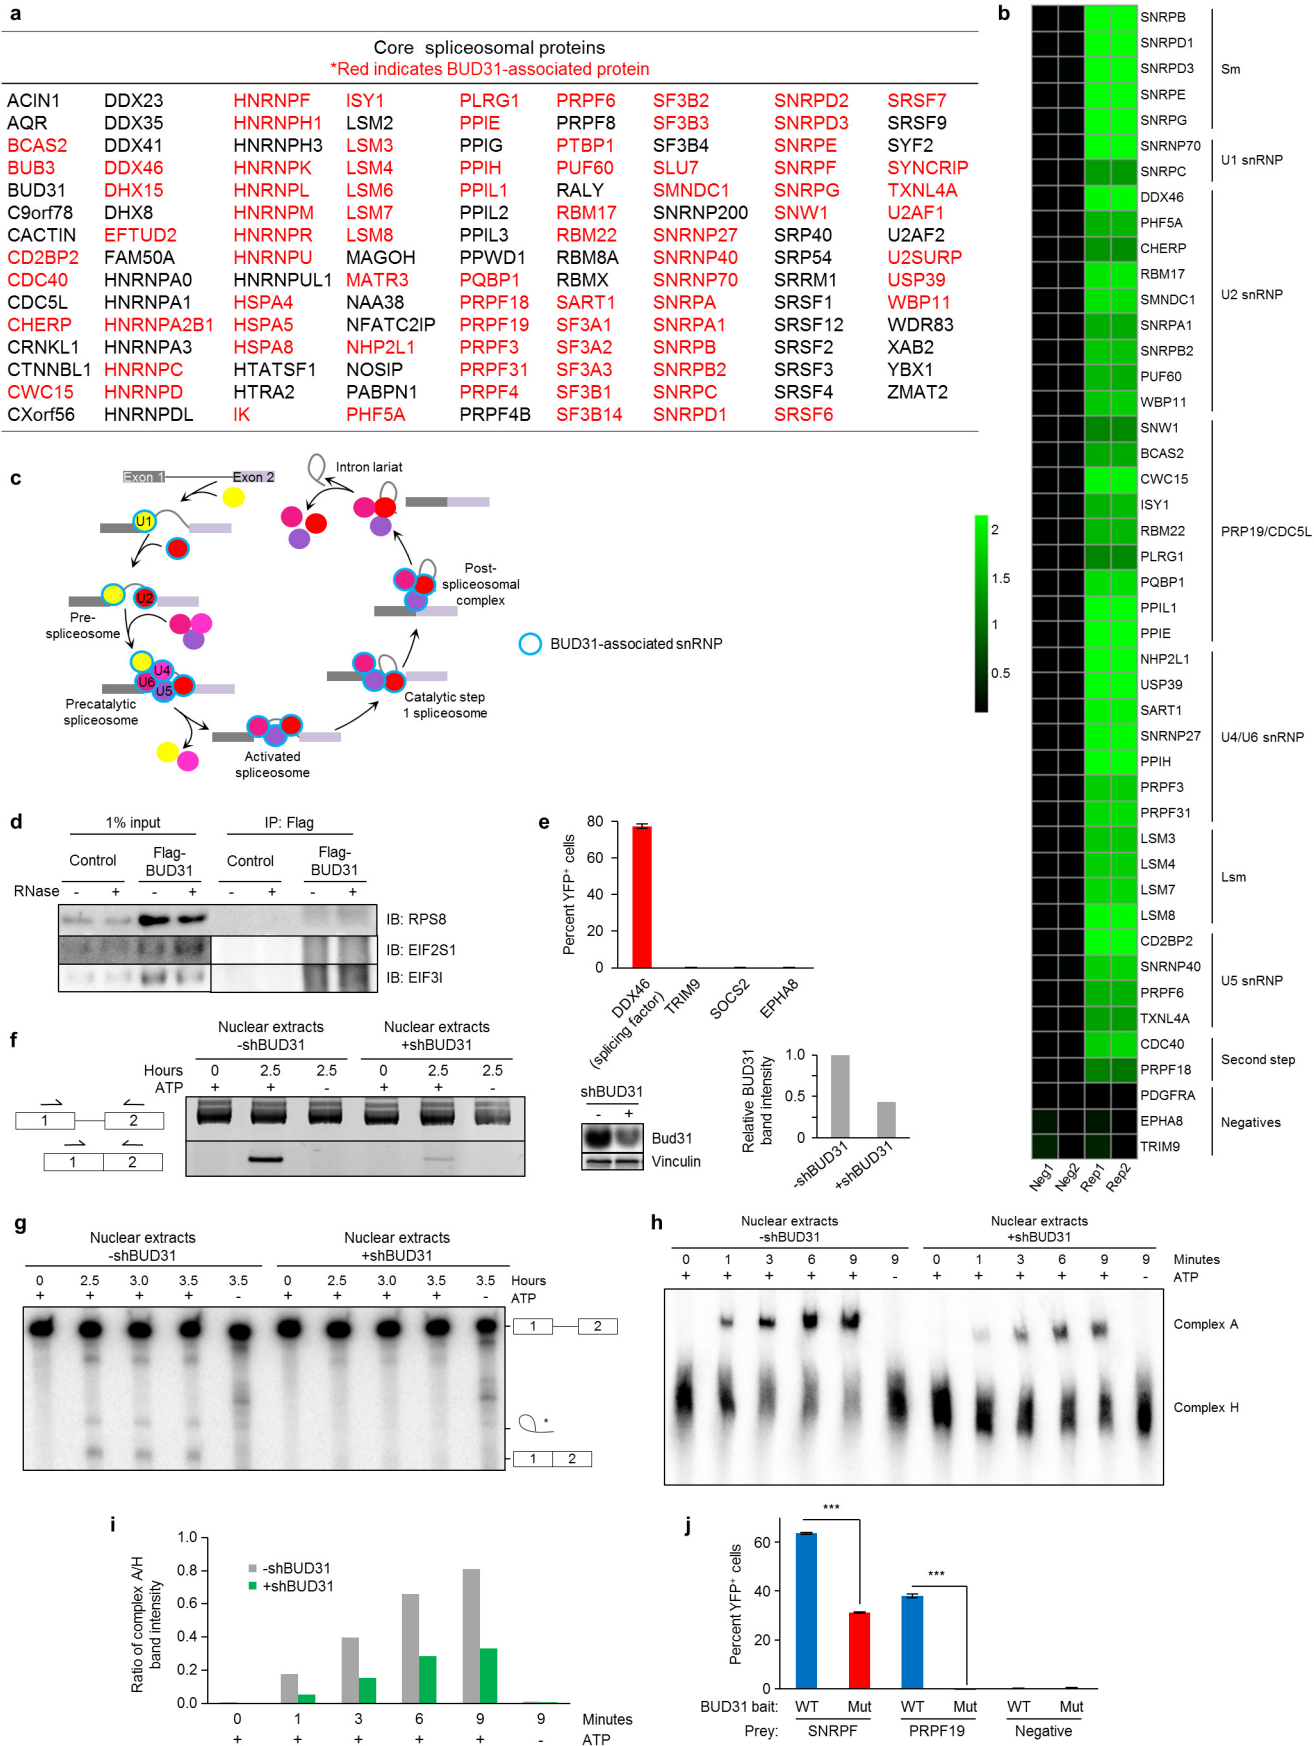 a
Core spliceosomal proteins
*Red indicates BUD31-associated protein
ACIN1 DDX23 HNRNPF ISY1 PLRG1 PRPF6 SF3B2 SNRPD2 SRSF7
AQR DDX35 HNRNPH1 LSM2 PPIE PRPF8 SF3B3 SNRPD3 SRSF9
BCAS2 DDX41 HNRNPH3 LSM3 PPIG PTBP1 SF3B4 SNRPE SYF2
BUB3 DDX46 HNRNPK LSM4 PPIH PUF60 SLU7 SNRPF SYNCRIP
BUD31 DHX15 HNRNPL LSM6 PPIL1 RALY SMNDC1 SNRPG TXNL4A
C9orf78 DHX8 HNRNPM LSM7 PPIL2 RBM17 SNRNP200 SNW1 U2AF1
CACTIN EFTUD2 HNRNPR LSM8 PPIL3 RBM22 SNRNP27 SRP40 U2AF2
CD2BP2 FAM50A HNRNPU MAGOH PPWD1 RBM8A SNRNP40 SRP54 U2SURP
CDC40 HNRNPA0 HNRNPUL1 MATR3 PQBP1 RBMX SNRNP70 SRRM1 USP39
CDC5L HNRNPA1 HSPA4 NAA38 PRPF18 SART1 SNRPA SRSF1 WBP11
CHERP HNRNPA2B1 HSPA5 NFATC2IP PRPF19 SF3A1 SNRPA1 SRSF12 WDR83
CRNKL1 HNRNPA3 HSPA8 NHP2L1 PRPF3 SF3A2 SNRPB SRSF2 XAB2
CTNNBL1 HNRNPC HTATSF1 NOSIP PRPF31 SF3A3 SNRPB2 SRSF3 YBX1
CWC15 HNRNPD HTRA2 PABPN1 PRPF4 SF3B1 SNRPC SRSF4 ZMAT2
CXorf56 HNRNPDL IK PHF5A PRPF4B SF3B14 SNRPD1 SRSF6
b
SNRPB
SNRPD1
SNRPD3
SNRPE
SNRPG
Sm
SNRNP70
SNRPC
U1 snRNP
DDX46
PHF5A
CHERP
RBM17
SMNDC1
SNRPA1
SNRPB2
PUF60
WBP11
U2 snRNP
SNW1
BCAS2
CWC15
ISY1
RBM22
PLRG1
PQBP1
PPIL1
PPIE
PRP19/CDC5L
NHP2L1
USP39
SART1
SNRNP27
PPIH
PRPF3
PRPF31
U4/U6 snRNP
LSM3
LSM4
LSM7
LSM8
Lsm
CD2BP2
SNRNP40
PRPF6
TXNL4A
U5 snRNP
CDC40
PRPF18
Second step
PDGFRA
EPHA8
TRIM9
Negatives
Neg1 Neg2 Rep1 Rep2
2
1.5
1
0.5
c
Exon 1 Exon 2
U1
U2
Pre-
spliceosome
U4
U6
U5
Precatalytic
spliceosome
Activated
spliceosome
Catalytic step
1 spliceosome
Post-
spliceosomal
complex
Intron lariat
BUD31-associated snRNP
d
1% input IP: Flag
Control Flag-
BUD31 Control Flag-
BUD31
RNase - + - + - + - +
IB: RPS8
IB: EIF2S1
IB: EIF3I
e
Percent YFP+ cells
80
60
40
20
0
DDX46
(splicing factor)
TRIM9
SOCS2
EPHA8
f
Nuclear extracts
-shBUD31
Nuclear extracts
+shBUD31
Hours 0 2.5 2.5 0 2.5 2.5
ATP + + - + + -
1 2
1 2
shBUD31
- +
Bud31
Vinculin
Relative BUD31
band intensity
1.0
0.5
0
-shBUD31
+shBUD31
g
Nuclear extracts
-shBUD31
Nuclear extracts
+shBUD31
0 2.5 3.0 3.5 3.5 0 2.5 3.0 3.5 3.5 Hours
+ + + + - + + + + - ATP
1 2
*
1 2
h
Nuclear extracts
-shBUD31
Nuclear extracts
+shBUD31
0 1 3 6 9 9 0 1 3 6 9 9 Minutes
+ + + + + - + + + + + - ATP
Complex A
Complex H
i
Ratio of complex A/H
band intensity
1.0
0.8
0.6
0.4
0.2
0.0
-shBUD31
+shBUD31
0 1 3 6 9 9 Minutes
+ + + + + - ATP
j
Percent YFP+ cells
60
40
20
0
***
***
BUD31 bait: WT Mut WT Mut WT Mut
Prey: SNRPF PRPF19 Negative